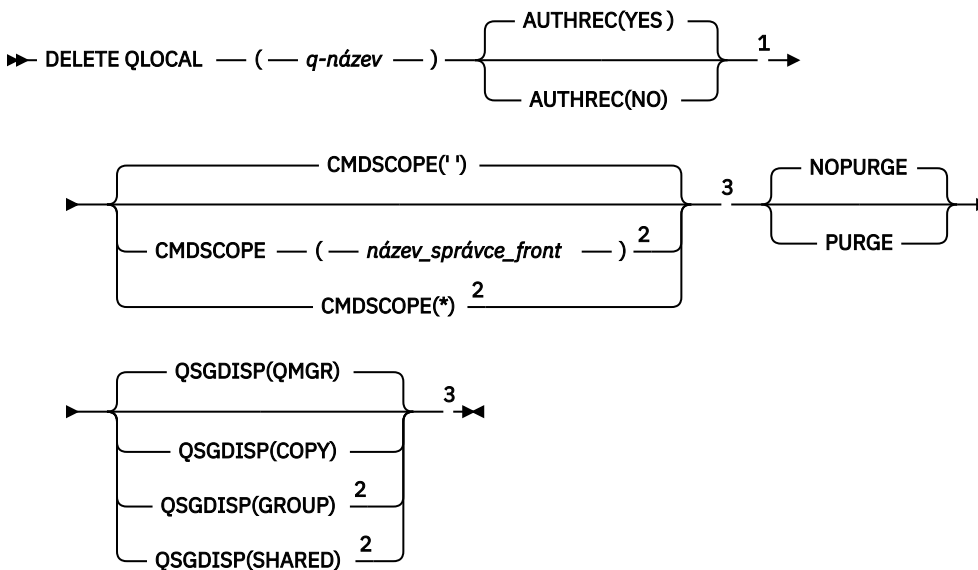 AUTHREC(YES )
DELETE QLOCAL ( q-název ) 1
AUTHREC(NO)
CMDSCOPE(' ')
3 NOPURGE
CMDSCOPE ( název_správce_front ) 2
PURGE
CMDSCOPE(*) 2
QSGDISP(QMGR)
3
QSGDISP(COPY)
QSGDISP(GROUP) 2
QSGDISP(SHARED) 2